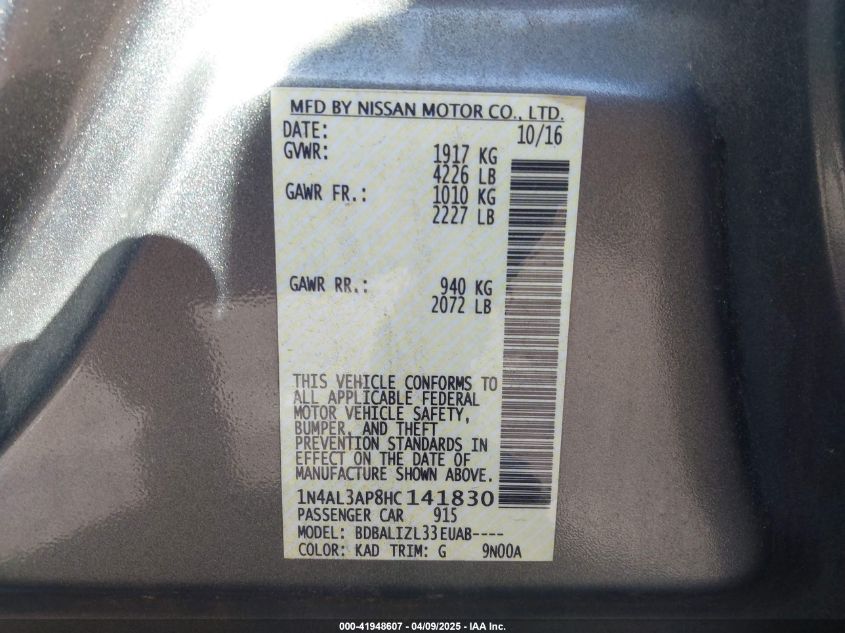 MFD BY NISSAN MOTOR CO., LTD.
DATE: 10/16
GVWR: 1917 KG
4226 LB
GAWR FR.: 1010 KG
2227 LB
GAWR RR.: 940 KG
2072 LB
THIS VEHICLE CONFORMS TO
ALL APPLICABLE FEDERAL
MOTOR VEHICLE SAFETY,
BUMPER, AND THEFT
PREVENTION STANDARDS IN
EFFECT ON THE DATE OF
MANUFACTURE SHOWN ABOVE.
1N4AL3AP8HC141830
PASSENGER CAR 915
MODEL: BDBALIZL33EUAB----
COLOR: KAD TRIM: G 9N00A
000-41948607 - 04/09/2025 - IAA Inc.